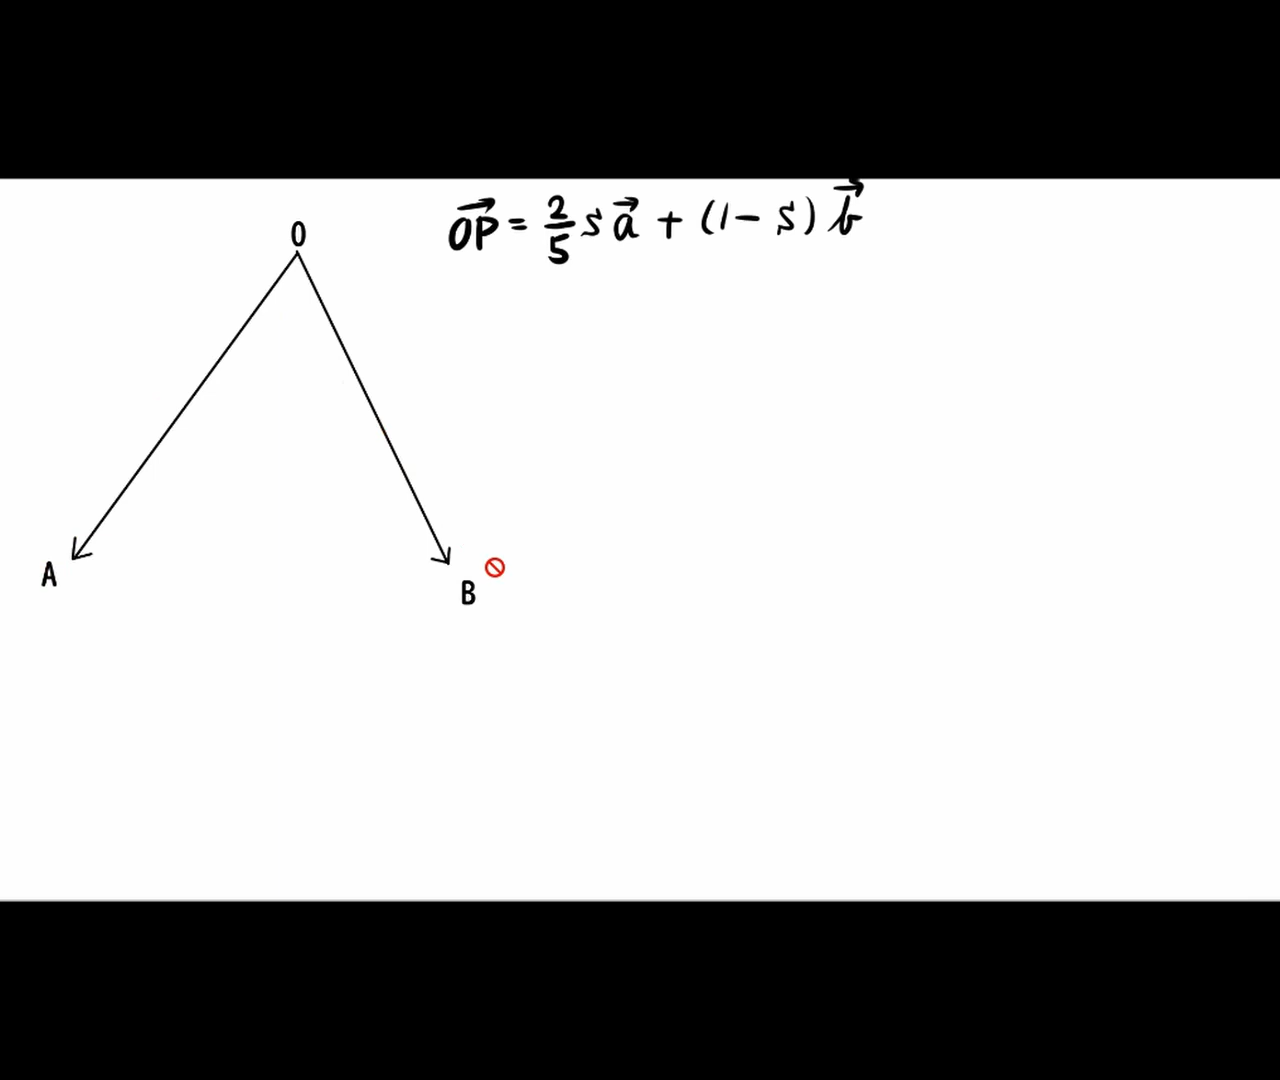 O
OP→ = 2/5 s a→ + (1 - s) b→
A
B